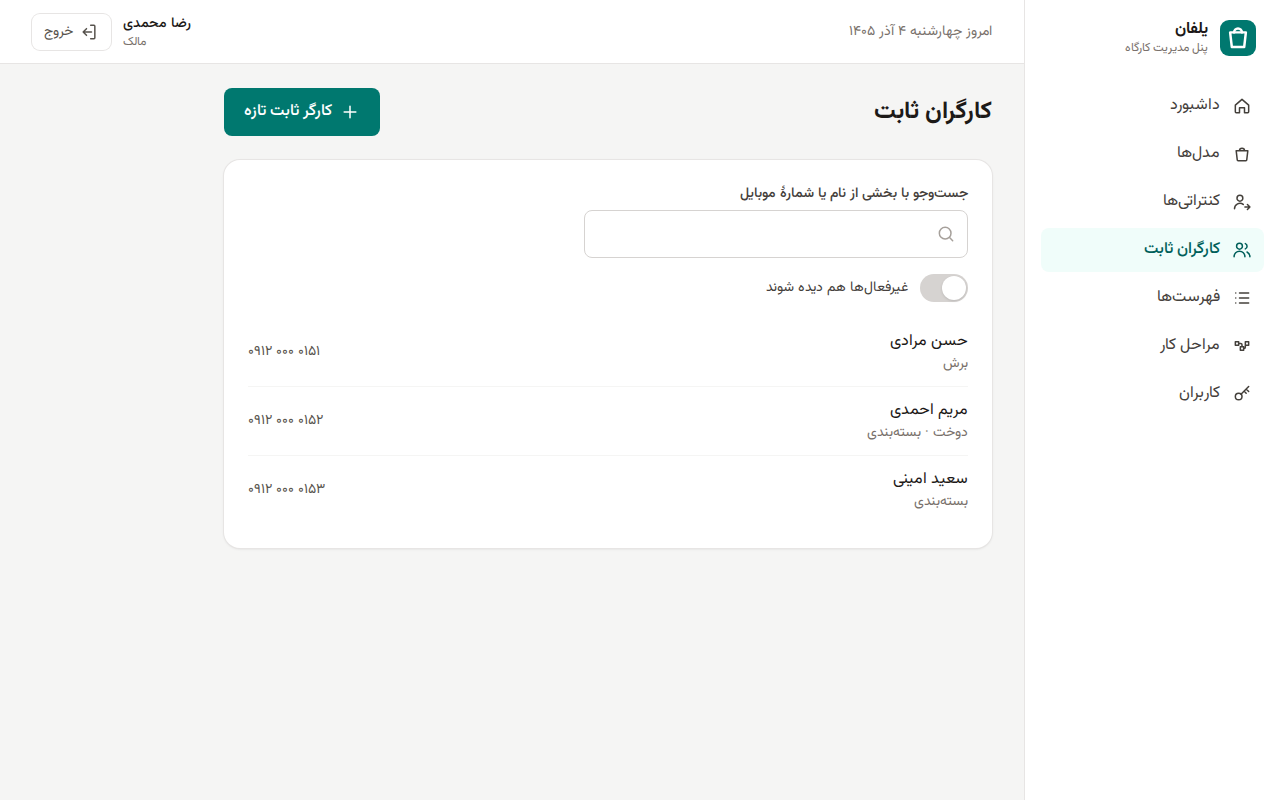 یلفان
پنل مدیریت کارگاه
داشبورد
مدل‌ها
کنتراتی‌ها
کارگران ثابت
فهرست‌ها
مراحل کار
کاربران
امروز چهارشنبه ۴ آذر ۱۴۰۵
رضا محمدی
مالک
خروج
کارگران ثابت
کارگر ثابت تازه
جست‌وجو با بخشی از نام یا شمارهٔ موبایل
غیرفعال‌ها هم دیده شوند
حسن مرادی
برش
۰۹۱۲ ۰۰۰ ۰۱۵۱
مریم احمدی
دوخت · بسته‌بندی
۰۹۱۲ ۰۰۰ ۰۱۵۲
سعید امینی
بسته‌بندی
۰۹۱۲ ۰۰۰ ۰۱۵۳